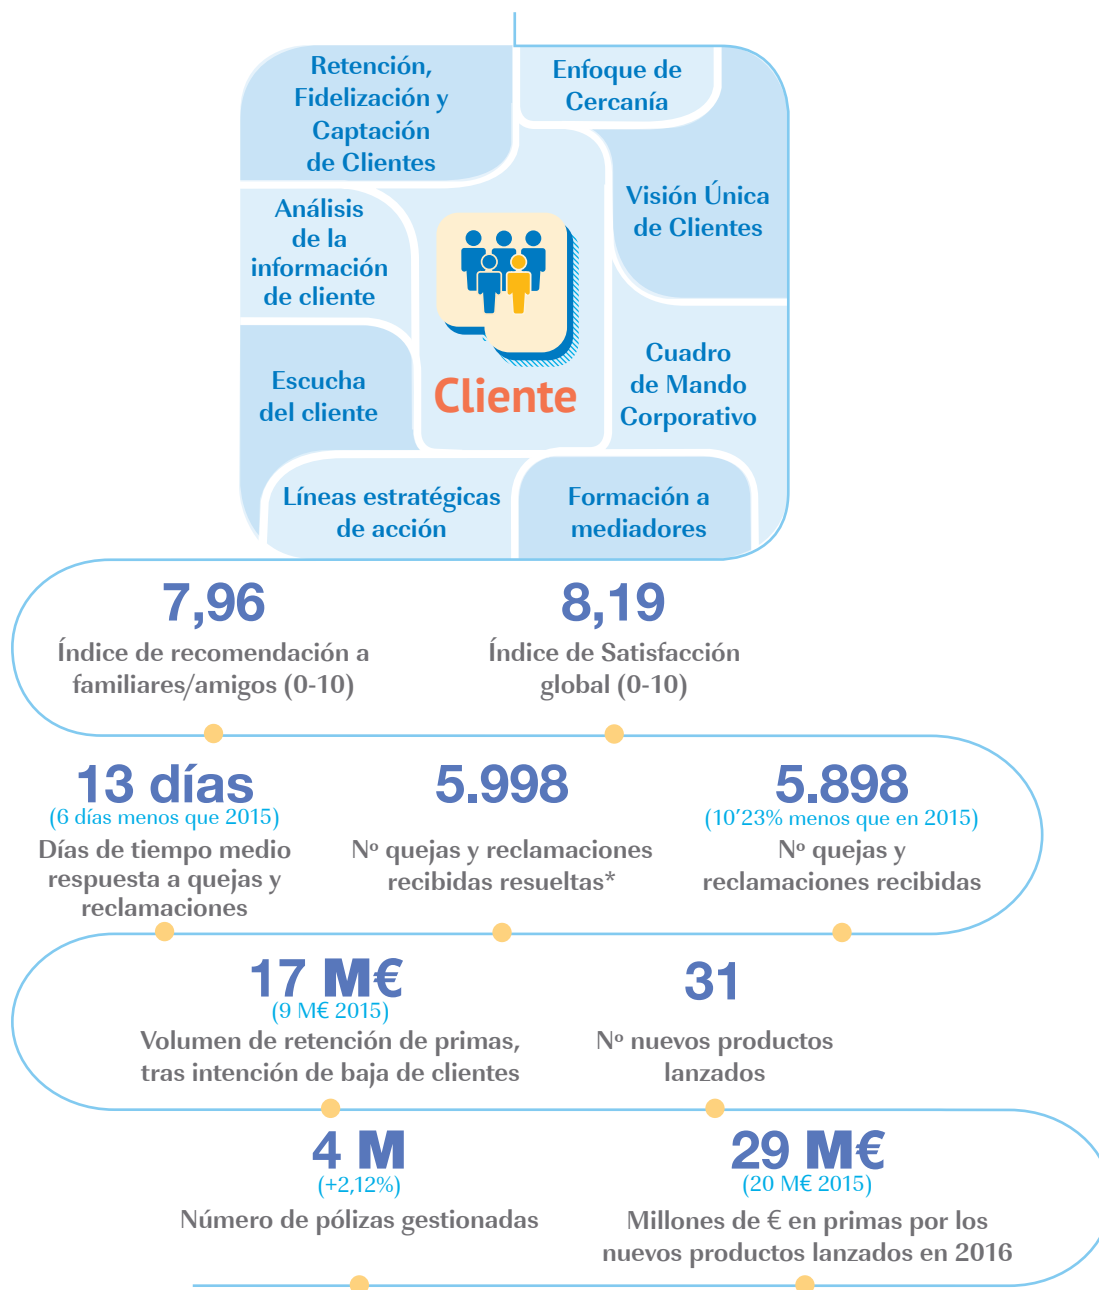 Retención,
Fidelización y
Captación
de Clientes
Enfoque de
Cercanía
Visión Única
de Clientes
Análisis
de la
información
de cliente
Escucha
del cliente
Cliente
Cuadro
de Mando
Corporativo
Líneas estratégicas
de acción
Formación a
mediadores
7,96
Índice de recomendación a
familiares/amigos (0-10)
8,19
Índice de Satisfacción
global (0-10)
13 días
(6 días menos que 2015)
Días de tiempo medio
respuesta a quejas y
reclamaciones
5.998
Nº quejas y reclamaciones
recibidas resueltas*
5.898
(10’23% menos que en 2015)
Nº quejas y
reclamaciones recibidas
17 M€
(9 M€ 2015)
Volumen de retención de primas,
tras intención de baja de clientes
31
Nº nuevos productos
lanzados
4 M
(+2,12%)
Número de pólizas gestionadas
29 M€
(20 M€ 2015)
Millones de € en primas por los
nuevos productos lanzados en 2016